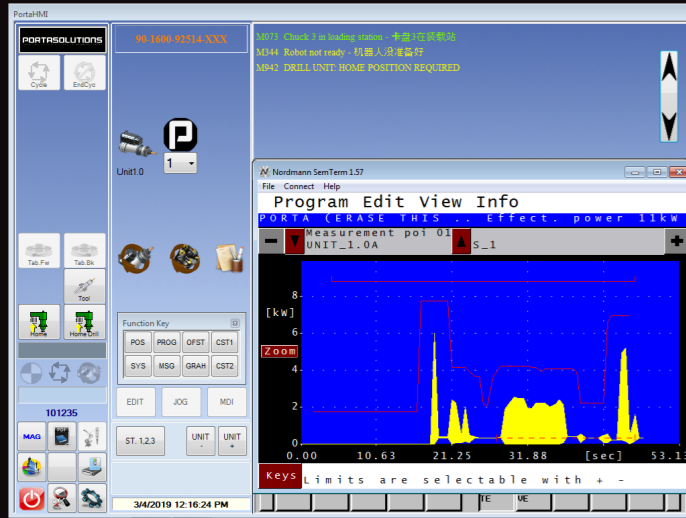 PortaHMI
PORTASOLUTIONS
90-1600-92514-XXX
M073 Chuck 3 in loading station - 卡盘3在装载站
M344 Robot not ready - 机器人没准备好
M942 DRILL UNIT: HOME POSITION REQUIRED
Cycle
EndCyc
P
Unit1.0
1
Nordmann SemTerm 1.57
File Connect Help
Program Edit View Info
PORTA (ERASE THIS .. Effect. power 11kW
Measurement poi 01
UNIT_1.0A
S_1
[kW]
8
6
Zoom
4
2
0
0.00 10.63 21.25 31.88 [sec] 53.13
Keys
Limits are selectable with + -
TE VE
Tab.Fw
Tab.Bk
Tool
Home
Home Drill
Function Key
POS PROG OFST CST1
SYS MSG GRAH CST2
EDIT JOG MDI
101235
MAG
PDF
ST. 1.2.3
UNIT -
UNIT +
3/4/2019 12:16:24 PM